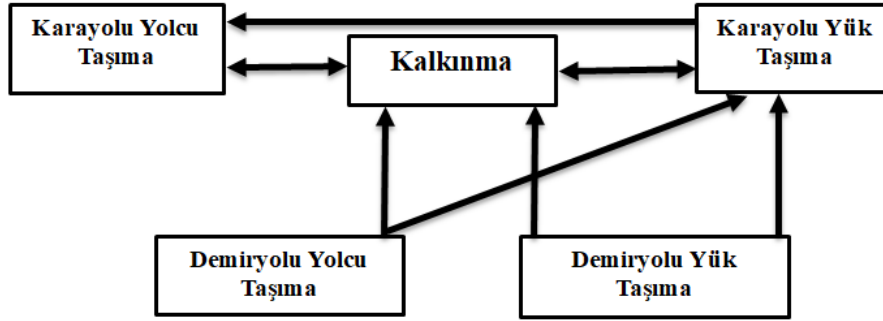 Karayolu Yolcu
Taşıma
Kalkınma
Karayolu Yük
Taşıma
Demiryolu Yolcu
Taşıma
Demiryolu Yük
Taşıma